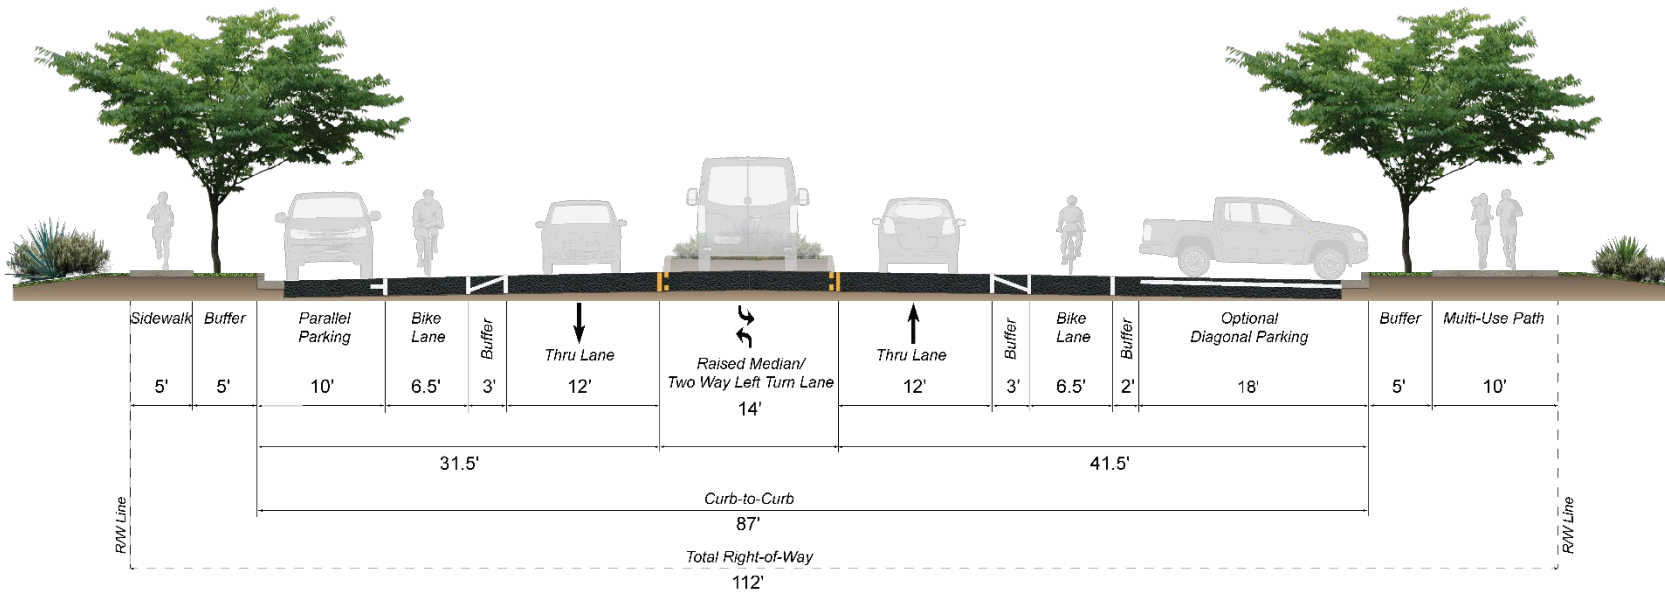 Sidewalk
5'
Buffer
5'
Parallel
Parking
10'
Bike
Lane
6.5'
Buffer
3'
Thru Lane
12'
Raised Median/
Two Way Left Turn Lane
14'
Thru Lane
12'
Buffer
3'
Bike
Lane
6.5'
Buffer
2'
Optional
Diagonal Parking
18'
Buffer
5'
Multi-Use Path
10'
31.5'
41.5'
R/W Line
Curb-to-Curb
87'
R/W Line
Total Right-of-Way
112'